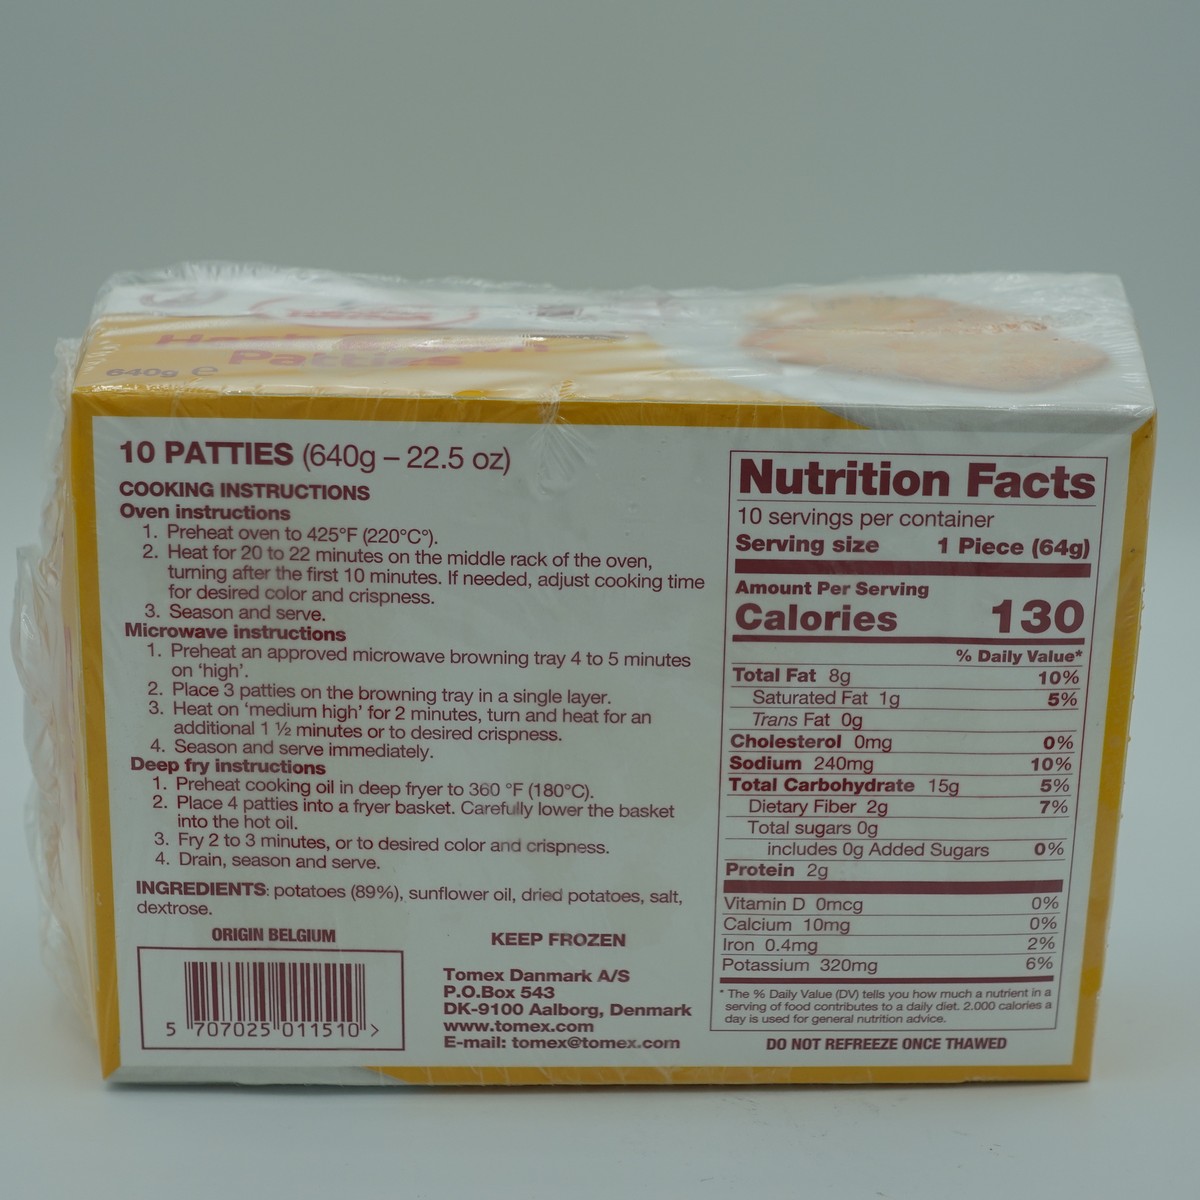 Patties
640g e
10 PATTIES (640g – 22.5 oz)
COOKING INSTRUCTIONS
Oven instructions
1. Preheat oven to 425°F (220°C°).
2. Heat for 20 to 22 minutes on the middle rack of the oven,
turning after the first 10 minutes. If needed, adjust cooking time
for desired color and crispness.
3. Season and serve.
Microwave instructions
1. Preheat an approved microwave browning tray 4 to 5 minutes
on ‘high’.
2. Place 3 patties on the browning tray in a single layer.
3. Heat on ‘medium high’ for 2 minutes, turn and heat for an
additional 1 ½ minutes or to desired crispness.
4. Season and serve immediately.
Deep fry instructions
1. Preheat cooking oil in deep fryer to 360 °F (180°C).
2. Place 4 patties into a fryer basket. Carefully lower the basket
into the hot oil.
3. Fry 2 to 3 minutes, or to desired color and crispness.
4. Drain, season and serve.
INGREDIENTS: potatoes (89%), sunflower oil, dried potatoes, salt,
dextrose.
ORIGIN BELGIUM
5 707025 011510 >
KEEP FROZEN
Tomex Danmark A/S
P.O.Box 543
DK-9100 Aalborg, Denmark
www.tomex.com
E-mail: tomex@tomex.com
Nutrition Facts
10 servings per container
Serving size 1 Piece (64g)
Amount Per Serving
Calories 130
% Daily Value*
Total Fat 8g 10%
Saturated Fat 1g 5%
Trans Fat 0g
Cholesterol 0mg 0%
Sodium 240mg 10%
Total Carbohydrate 15g 5%
Dietary Fiber 2g 7%
Total sugars 0g
includes 0g Added Sugars 0%
Protein 2g
Vitamin D 0mcg 0%
Calcium 10mg 0%
Iron 0.4mg 2%
Potassium 320mg 6%
* The % Daily Value (DV) tells you how much a nutrient in a
serving of food contributes to a daily diet. 2.000 calories a
day is used for general nutrition advice.
DO NOT REFREEZE ONCE THAWED